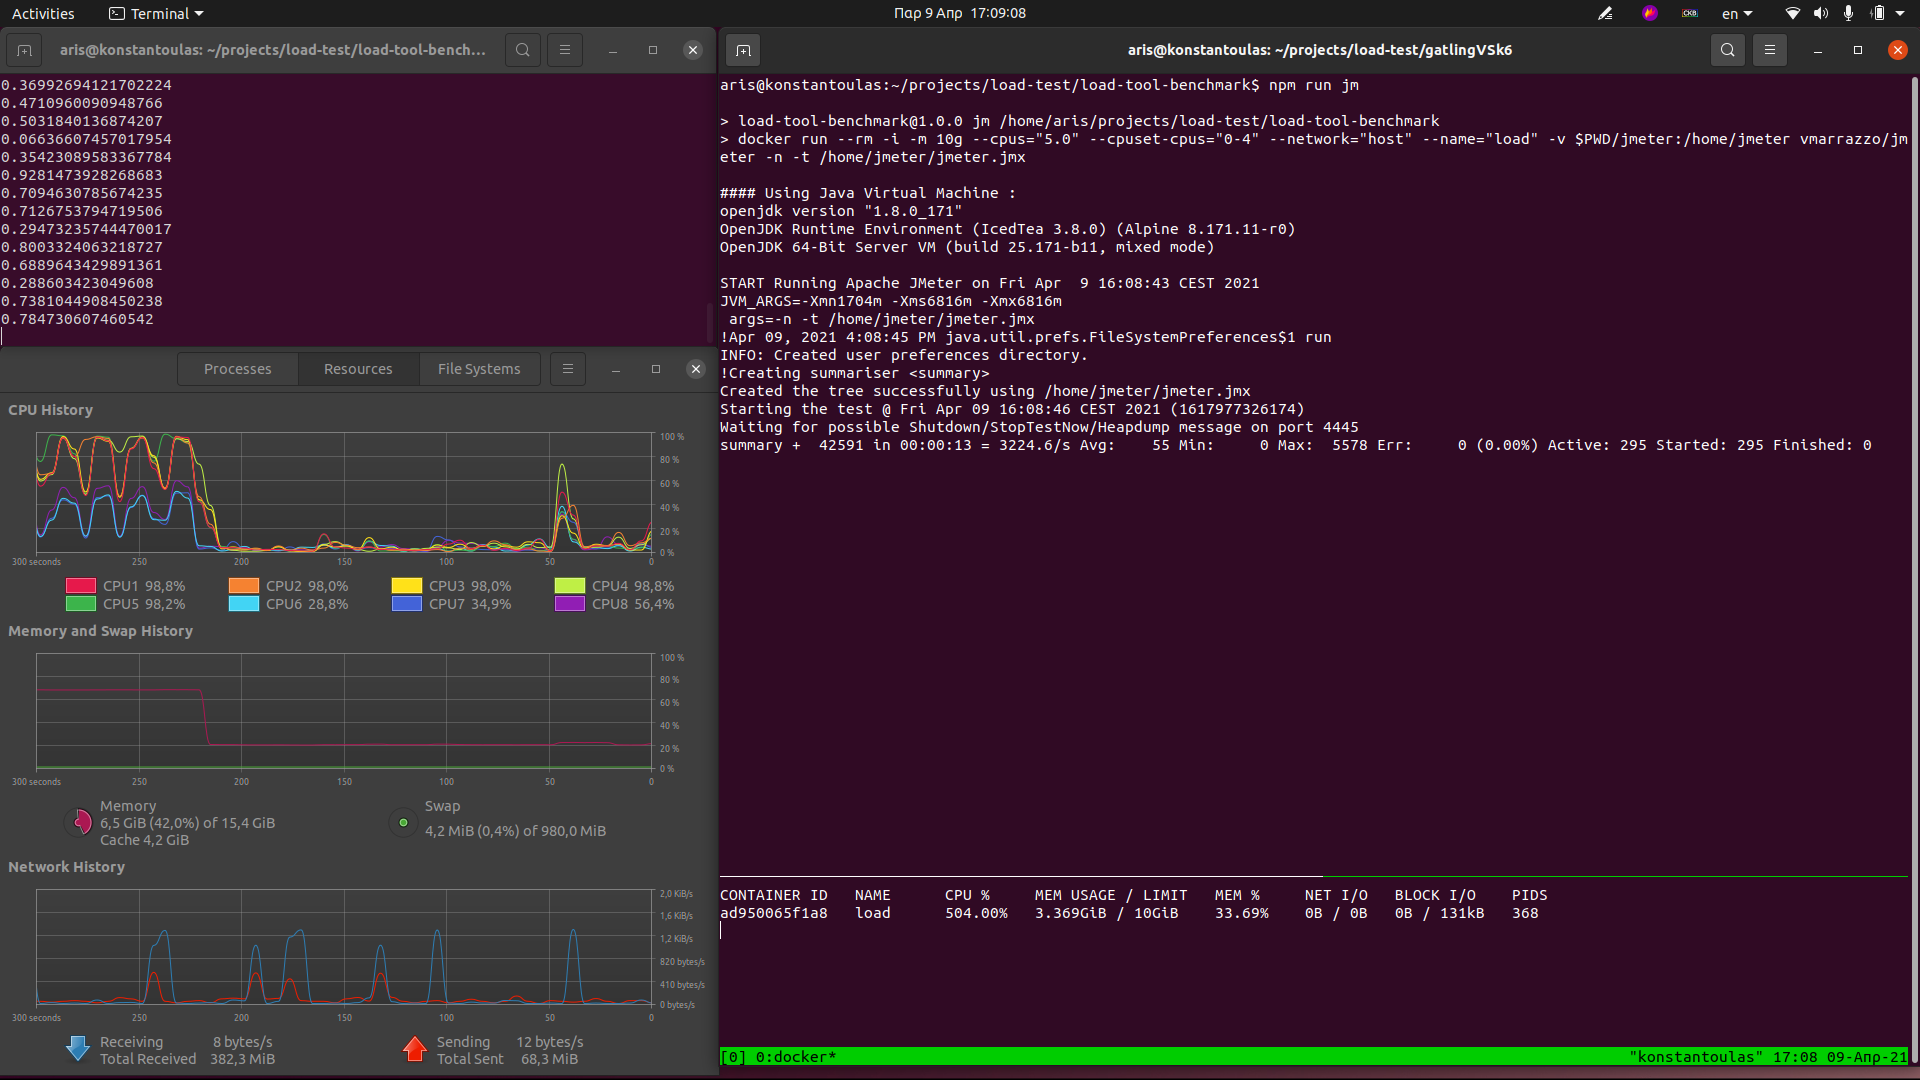 Activities
Terminal
Παρ 9 Απρ 17:09:08
en
aris@konstantoulas: ~/projects/load-test/load-tool-bench...
0.36992694121702224
0.4710960090948766
0.5031840136874207
0.066366074570179​54
0.35423089583367784
0.9281473928268683
0.7094630785674235
0.7126753794719506
0.29473235744470017
0.8003324063218727
0.6889643429891361
0.288603423049608
0.7381044908450238
0.784730607460542
Processes
Resources
File Systems
CPU History
100 %
80 %
60 %
40 %
20 %
0 %
300 seconds 250 200 150 100 50 0
CPU1 98,8% CPU2 98,0% CPU3 98,0% CPU4 98,8%
CPU5 98,2% CPU6 28,8% CPU7 34,9% CPU8 56,4%
Memory and Swap History
100 %
80 %
60 %
40 %
20 %
0 %
300 seconds 250 200 150 100 50 0
Memory
6,5 GiB (42,0%) of 15,4 GiB
Cache 4,2 GiB
Swap
4,2 MiB (0,4%) of 980,0 MiB
Network History
2,0 KiB/s
1,6 KiB/s
1,2 KiB/s
820 bytes/s
410 bytes/s
0 bytes/s
300 seconds 250 200 150 100 50 0
Receiving 8 bytes/s
Total Received 382,3 MiB
Sending 12 bytes/s
Total Sent 68,3 MiB
aris@konstantoulas: ~/projects/load-test/gatlingVSk6
aris@konstantoulas:~/projects/load-test/load-tool-benchmark$ npm run jm
> load-tool-benchmark@1.0.0 jm /home/aris/projects/load-test/load-tool-benchmark
> docker run --rm -i -m 10g --cpus="5.0" --cpuset-cpus="0-4" --network="host" --name="load" -v $PWD/jmeter:/home/jmeter vmarrazzo/jm
eter -n -t /home/jmeter/jmeter.jmx
#### Using Java Virtual Machine :
openjdk version "1.8.0_171"
OpenJDK Runtime Environment (IcedTea 3.8.0) (Alpine 8.171.11-r0)
OpenJDK 64-Bit Server VM (build 25.171-b11, mixed mode)
START Running Apache JMeter on Fri Apr  9 16:08:43 CEST 2021
JVM_ARGS=-Xmn1704m -Xms6816m -Xmx6816m
args=-n -t /home/jmeter/jmeter.jmx
!Apr 09, 2021 4:08:45 PM java.util.prefs.FileSystemPreferences$1 run
INFO: Created user preferences directory.
!Creating summariser <summary>
Created the tree successfully using /home/jmeter/jmeter.jmx
Starting the test @ Fri Apr 09 16:08:46 CEST 2021 (1617977326174)
Waiting for possible Shutdown/StopTestNow/Heapdump message on port 4445
summary +  42591 in 00:00:13 = 3224.6/s Avg:    55 Min:     0 Max:  5578 Err:     0 (0.00%) Active: 295 Started: 295 Finished: 0
CONTAINER ID   NAME      CPU %     MEM USAGE / LIMIT   MEM %     NET I/O   BLOCK I/O    PIDS
ad950065f1a8   load      504.00%   3.369GiB / 10GiB    33.69%    0B / 0B   0B / 131kB   368
[0] 0:docker* "konstantoulas" 17:08 09-Απρ-21